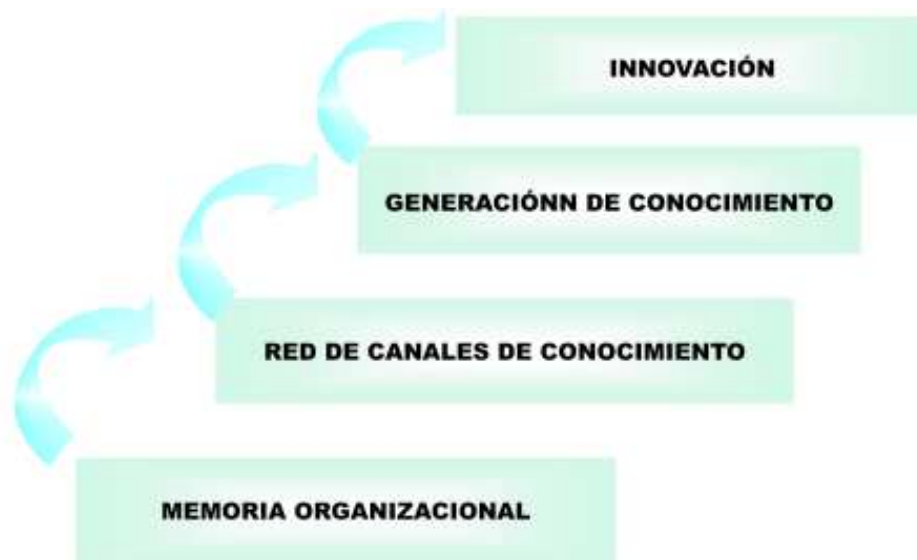 INNOVACIÓN
GENERACIÓNN DE CONOCIMIENTO
RED DE CANALES DE CONOCIMIENTO
MEMORIA ORGANIZACIONAL